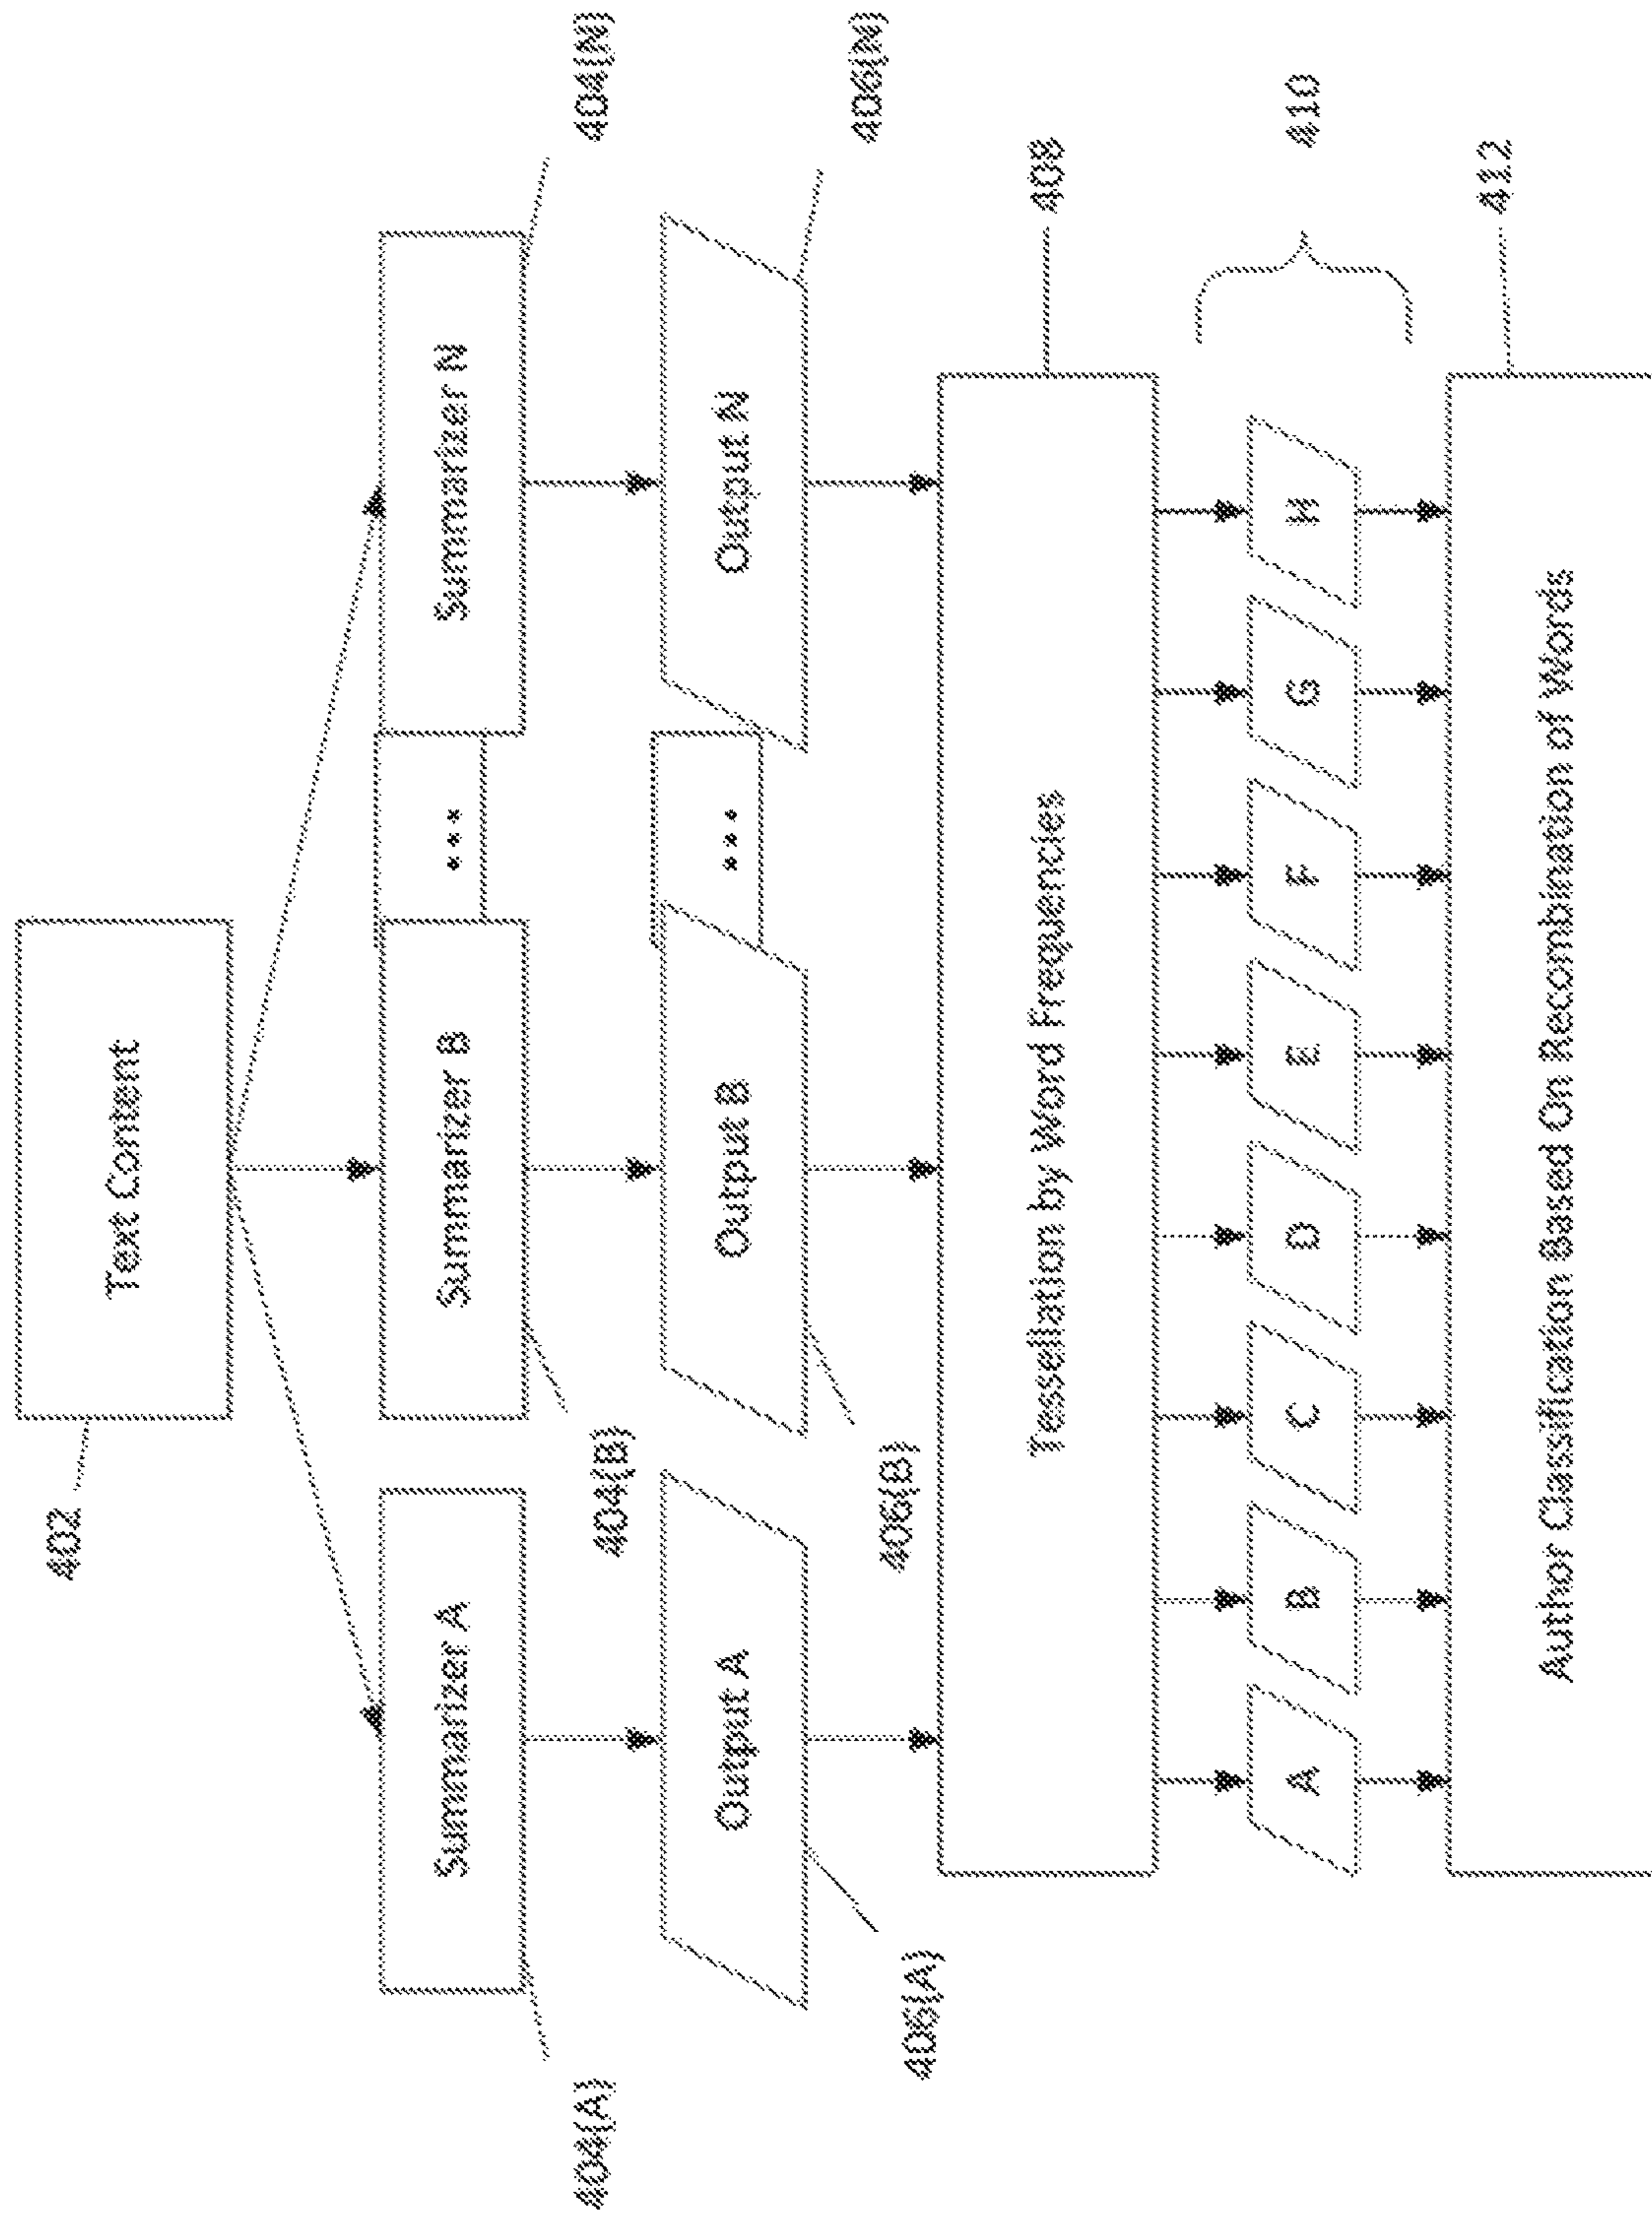 402
Text Content
Summarizer A
Summarizer B
...
Summarizer N
404(A)
404(B)
404(N)
Output A
Output B
...
Output N
406(A)
406(B)
406(N)
Tessellation by Word Frequencies
408
A
B
C
D
E
F
G
H
410
Author Classification Based On Recombination of Words
412